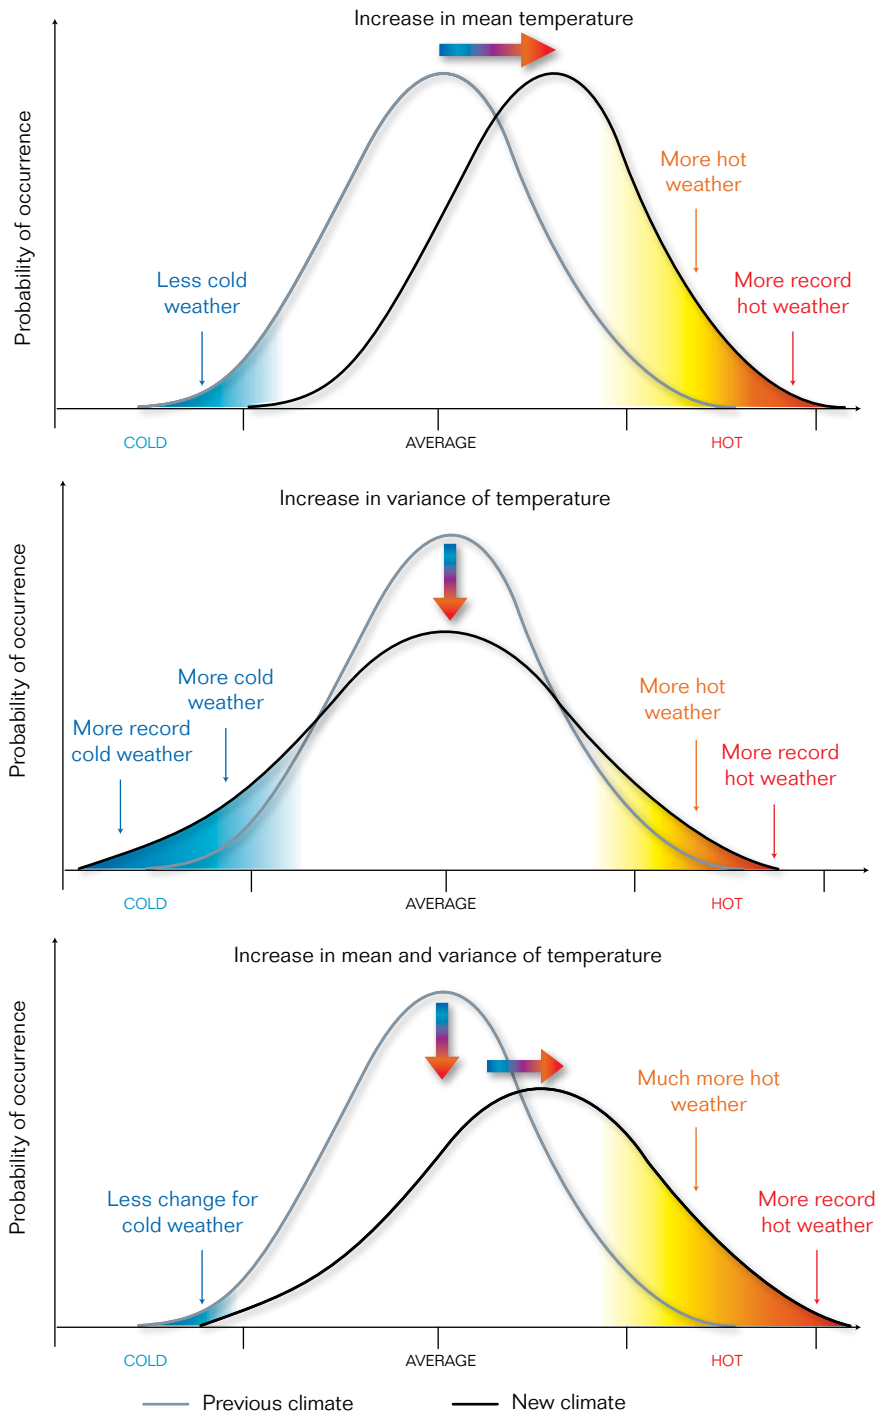 Increase in mean temperature
Probability of occurrence
More hot
weather
Less cold
weather
More record
hot weather
COLD
AVERAGE
HOT
Increase in variance of temperature
Probability of occurrence
More cold
weather
More record
cold weather
More hot
weather
More record
hot weather
COLD
AVERAGE
HOT
Increase in mean and variance of temperature
Probability of occurrence
Much more hot
weather
Less change for
cold weather
More record
hot weather
COLD
AVERAGE
HOT
Previous climate
New climate